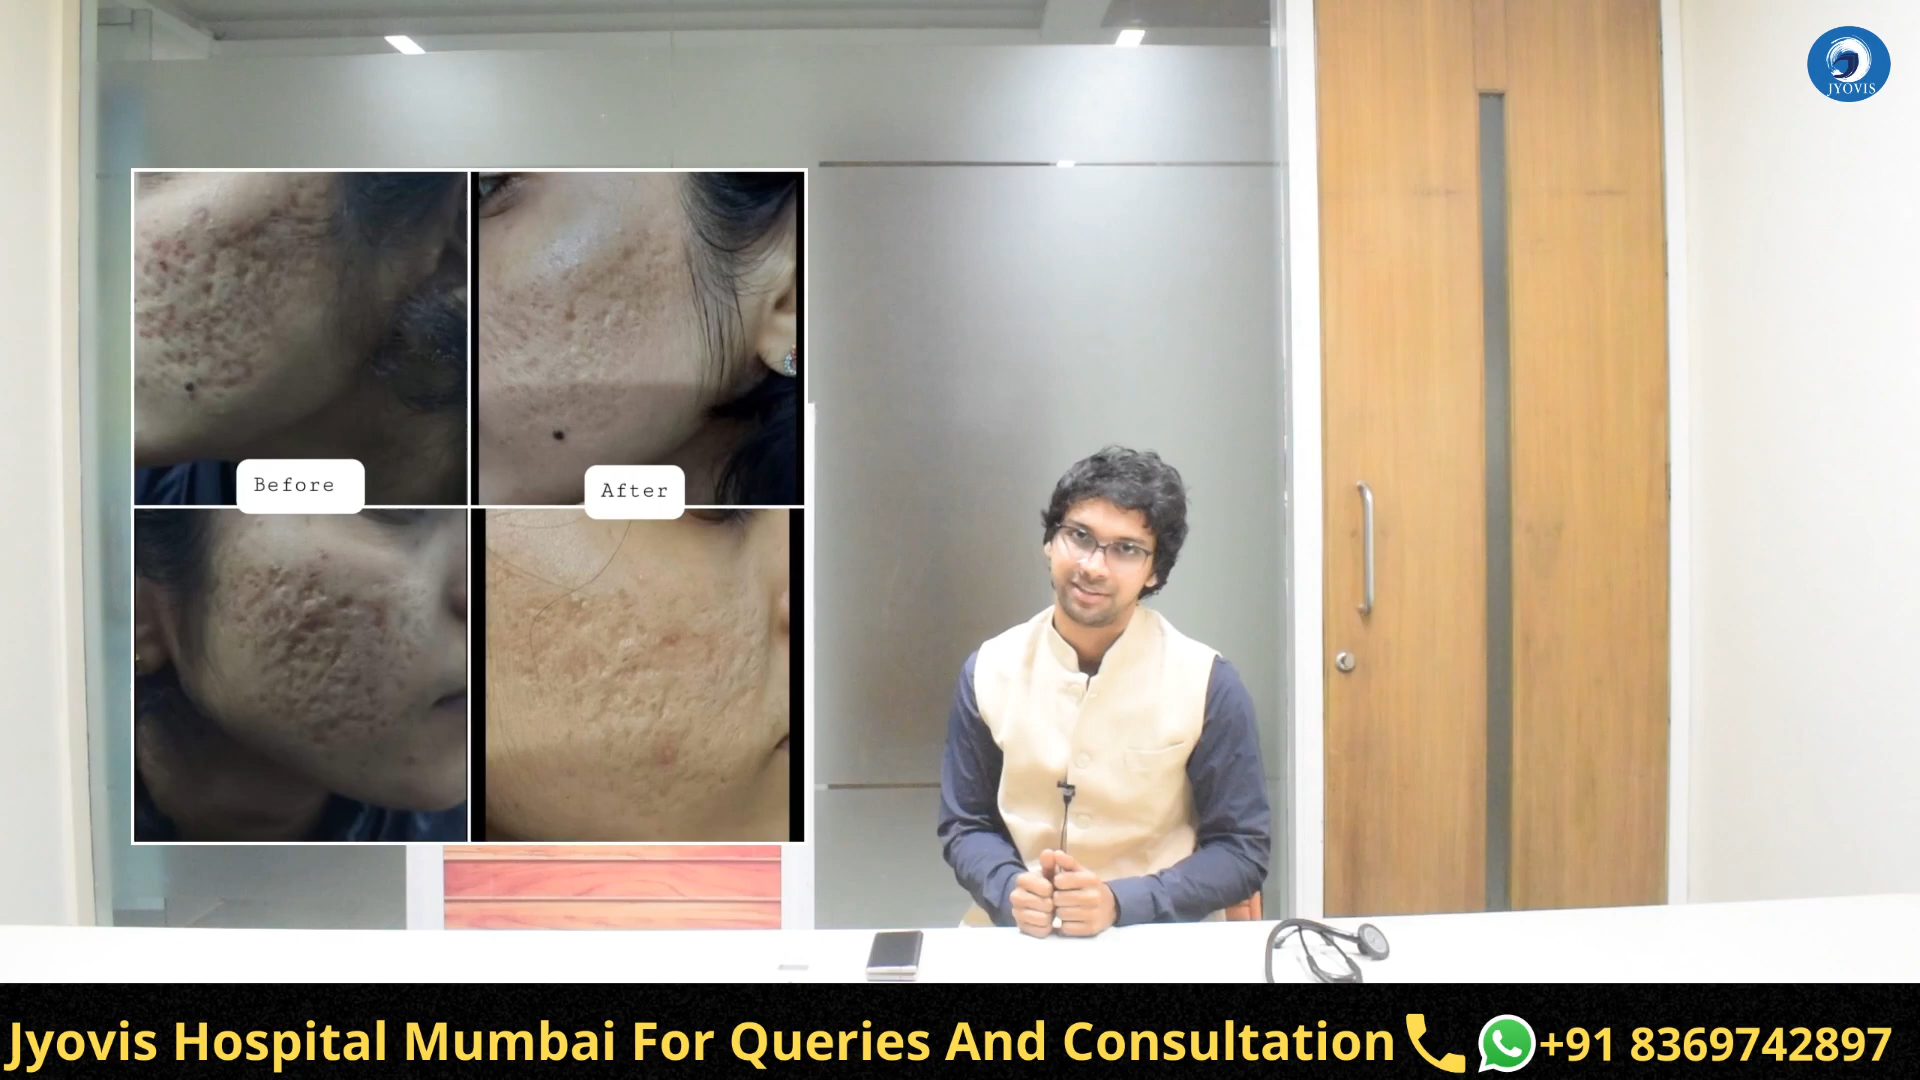 JYOVIS
Before
After
Jyovis Hospital Mumbai For Queries And Consultation +91 8369742897